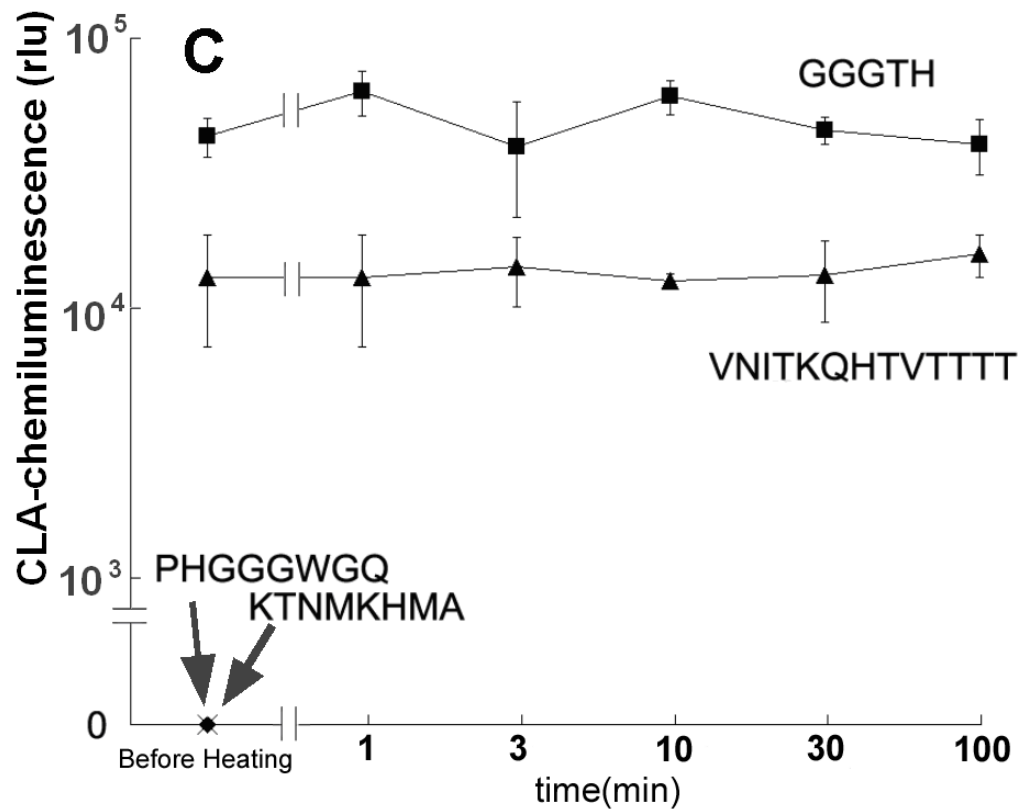 C
CLA-chemiluminescence (rlu)
10^5
10^4
10^3
0
GGGTH
VNITKQHTVTTTT
PHGGGWGQ
KTNMKHMA
Before Heating
1 3 10 30 100
time(min)